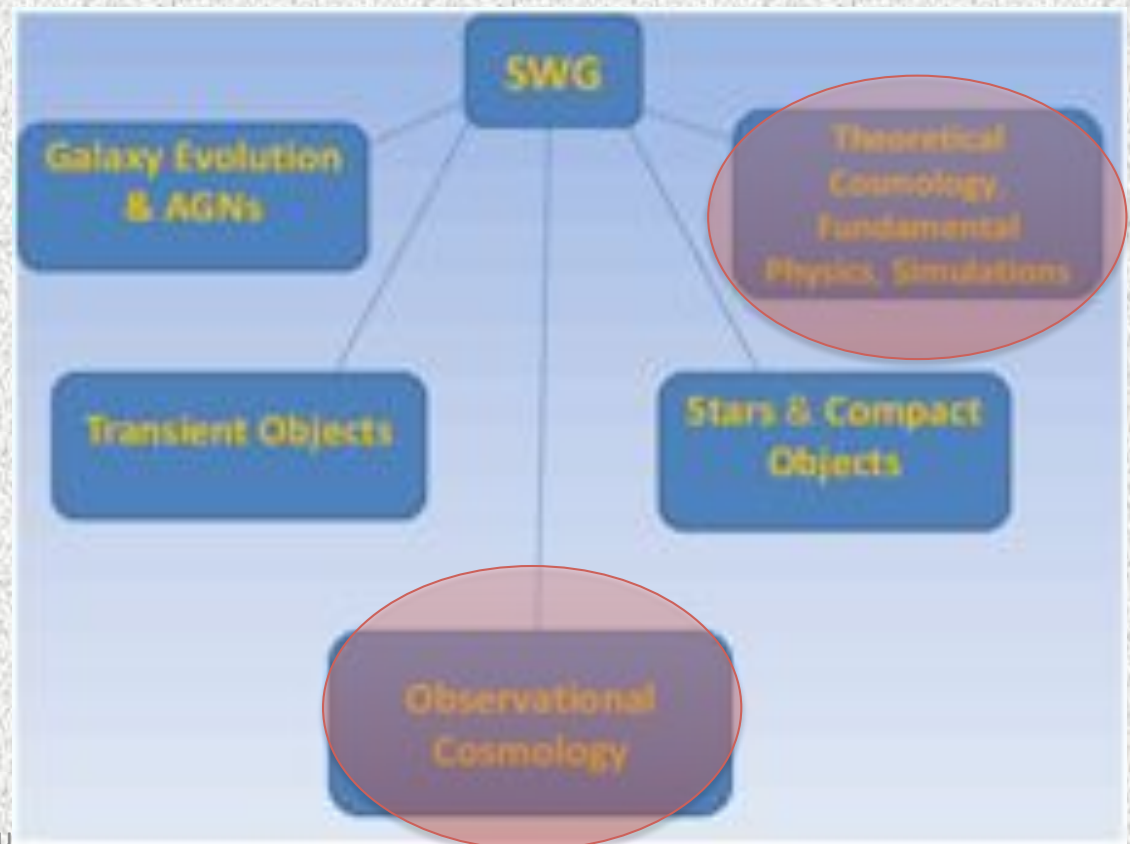 SWG
Galaxy Evolution
& AGNs
Theoretical
Cosmology,
Fundamental
Physics, Simulations
Transient Objects
Stars & Compact
Objects
Observational
Cosmology